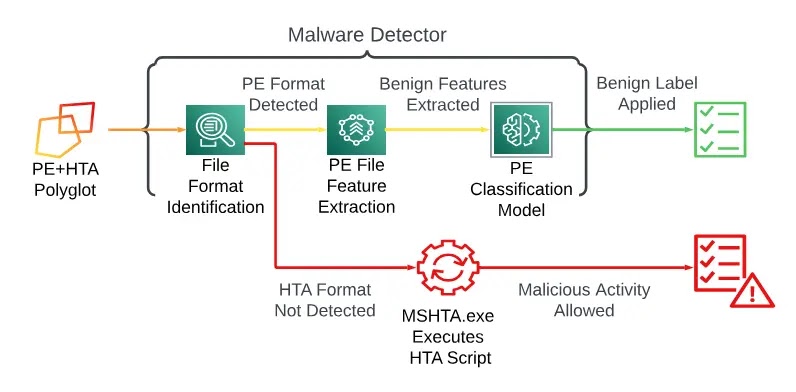 Malware Detector
PE Format
Detected
Benign Features
Extracted
Benign Label
Applied
PE+HTA
Polyglot
File
Format
Identification
PE File
Feature
Extraction
PE
Classification
Model
HTA Format
Not Detected
MSHTA.exe
Executes
HTA Script
Malicious Activity
Allowed